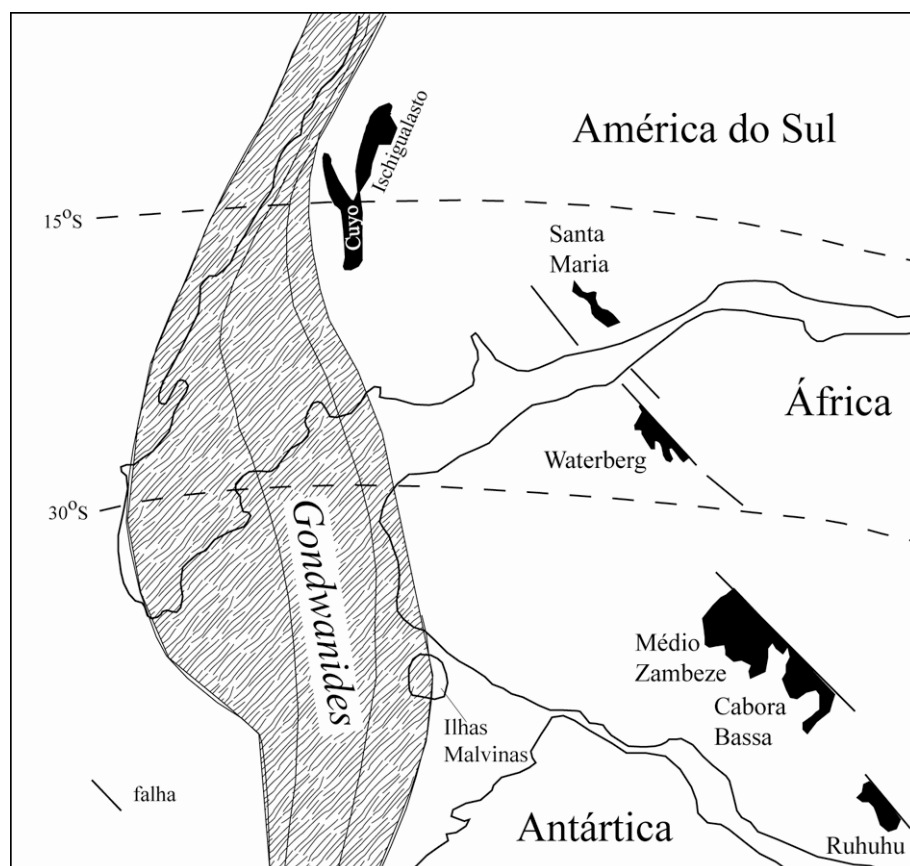 América do Sul
Ischigualasto
Cuyo
15°S
Santa
Maria
África
Waterberg
30°S
Gondwanides
Médio
Zambeze
Cabora
Bassa
Ilhas
Malvinas
falha
Antártica
Ruhuhu